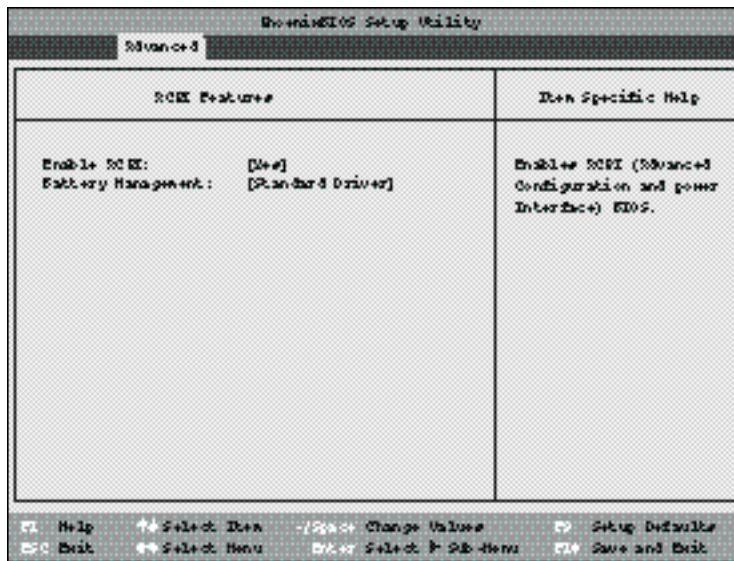 PhoenixBIOS Setup Utility
Advanced
ACPI Features
Item Specific Help
Enable ACPI: [Yes]
Battery Management: [Standard Driver]
Enables ACPI (Advanced
Configuration and power
Interface) BIOS.
F1 Help ↑↓ Select Item -/Space Change Values F9 Setup Defaults
ESC Exit ←→ Select Menu Enter Select ▶ Sub-Menu F10 Save and Exit